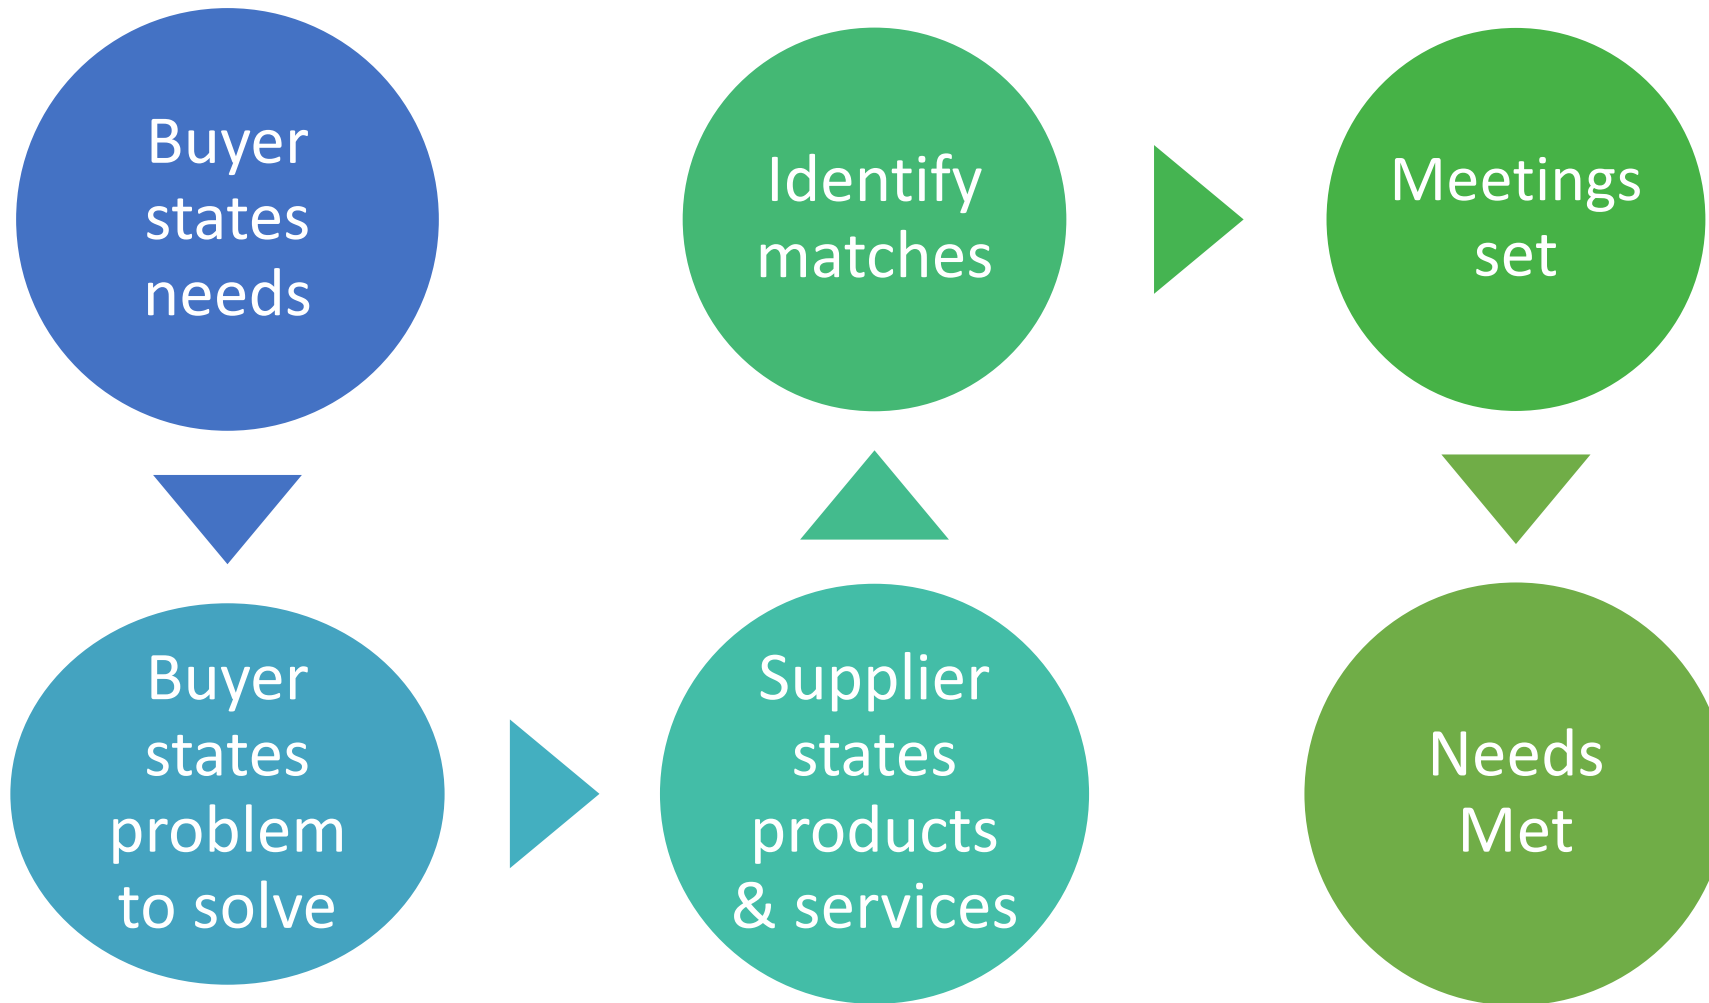 Buyer
states
needs
Buyer
states
problem
to solve
Supplier
states
products
& services
Identify
matches
Meetings
set
Needs
Met